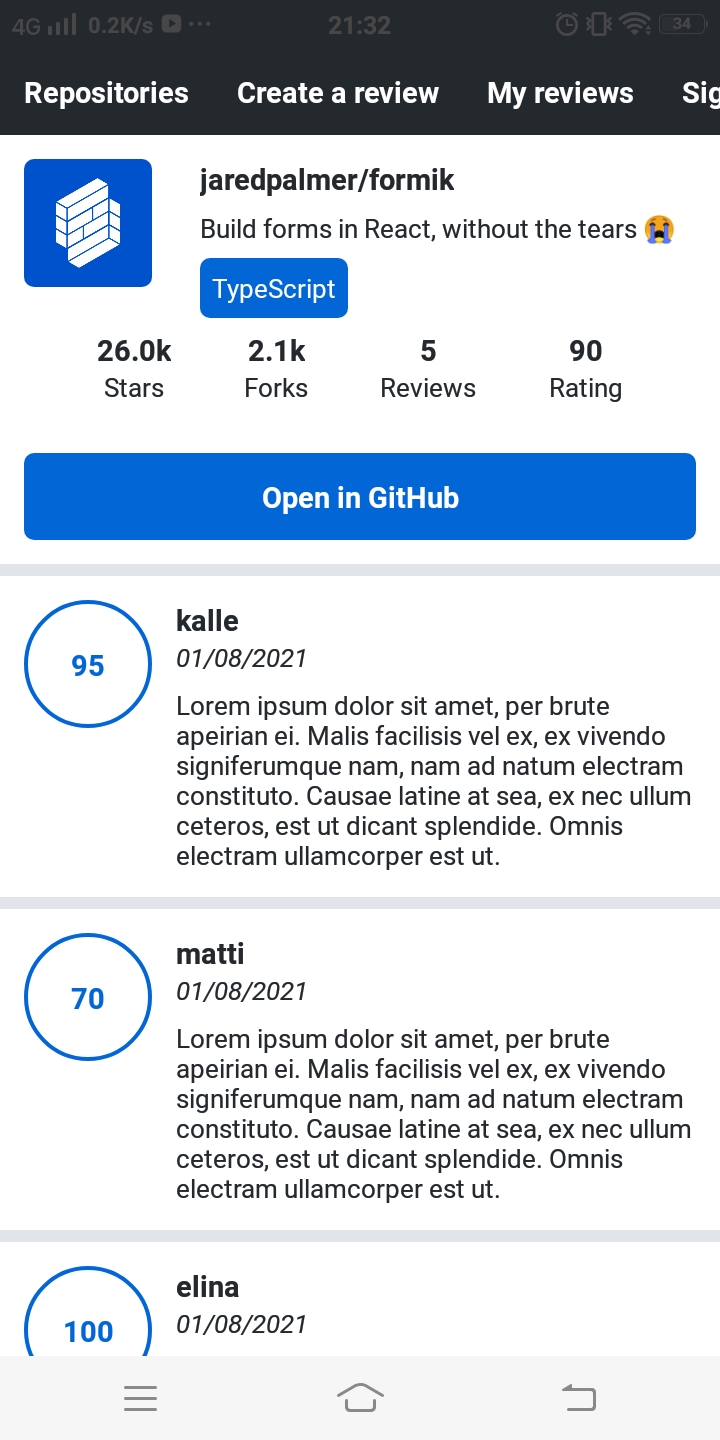 4G 0.2K/s ... 21:32 34
Repositories Create a review My reviews Sig
jaredpalmer/formik
Build forms in React, without the tears 😭
TypeScript
26.0k 2.1k 5 90
Stars Forks Reviews Rating
Open in GitHub
kalle
95
01/08/2021
Lorem ipsum dolor sit amet, per brute
apeirian ei. Malis facilisis vel ex, ex vivendo
signiferumque nam, nam ad natum electram
constituto. Causae latine at sea, ex nec ullum
ceteros, est ut dicant splendide. Omnis
electram ullamcorper est ut.
matti
70
01/08/2021
Lorem ipsum dolor sit amet, per brute
apeirian ei. Malis facilisis vel ex, ex vivendo
signiferumque nam, nam ad natum electram
constituto. Causae latine at sea, ex nec ullum
ceteros, est ut dicant splendide. Omnis
electram ullamcorper est ut.
elina
100
01/08/2021